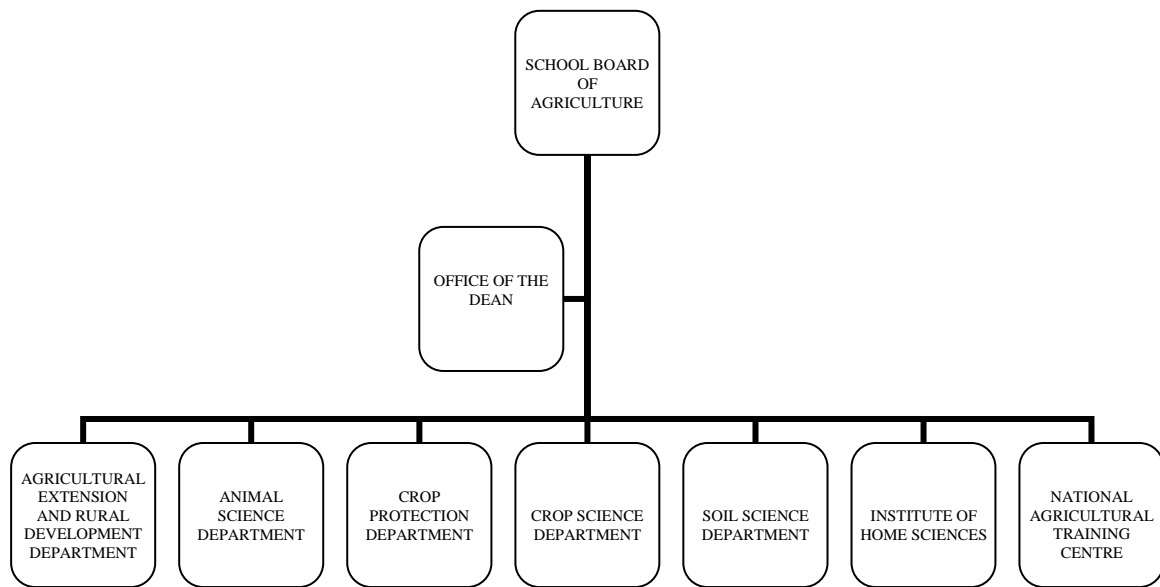 SCHOOL BOARD
OF
AGRICULTURE
OFFICE OF THE
DEAN
AGRICULTURAL
EXTENSION
AND RURAL
DEVELOPMENT
DEPARTMENT
ANIMAL
SCIENCE
DEPARTMENT
CROP
PROTECTION
DEPARTMENT
CROP SCIENCE
DEPARTMENT
SOIL SCIENCE
DEPARTMENT
INSTITUTE OF
HOME SCIENCES
NATIONAL
AGRICULTURAL
TRAINING
CENTRE